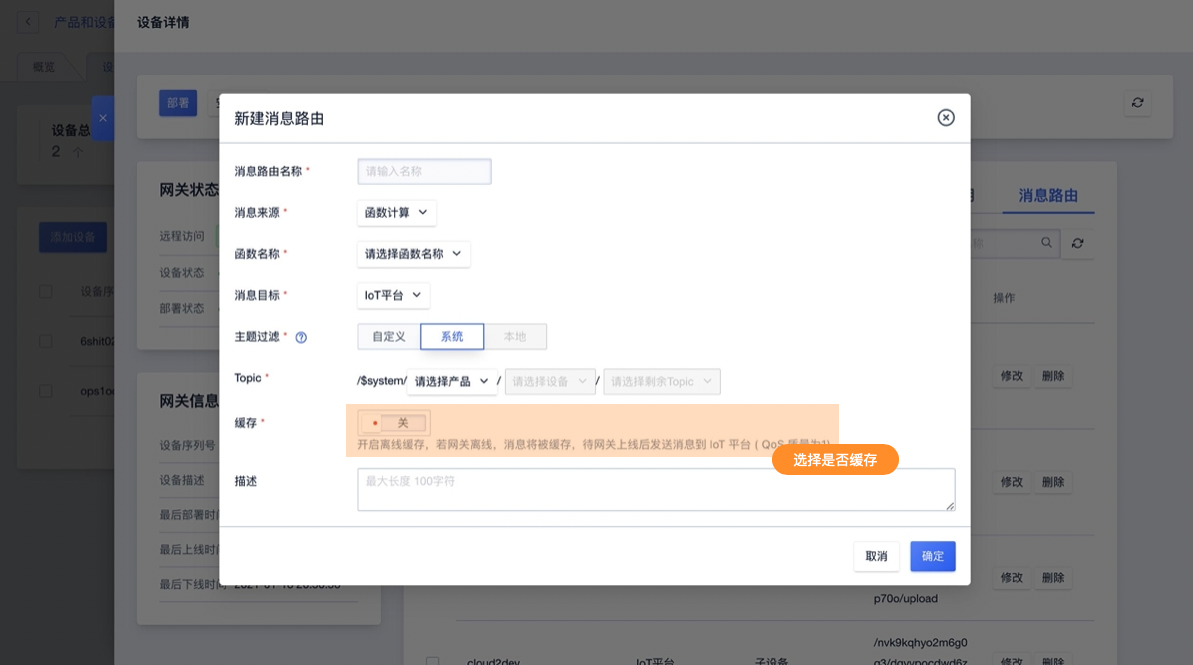 产品和设备
设备详情
概览
部署
设备总
2 个
添加设备
设备序
6shit02
网关状态
远程访问
设备状态
部署状态
网关信息
设备序列号
设备描述
最后部署时间
最后上线时间
最后下线时间
新建消息路由
消息路由名称 *
请输入名称
消息来源 *
函数计算
函数名称 *
请选择函数名称
消息目标 *
IoT平台
主题过滤 *
自定义 系统 本地
Topic *
/$system/ 请选择产品 / 请选择设备 / 请选择剩余Topic
缓存 *
关
开启离线缓存，若网关离线，消息将被缓存，待网关上线后发送消息到 IoT 平台 ( QoS 质量为1)
选择是否缓存
描述
最大长度 100字符
取消 确定
消息路由
操作
修改 删除
修改 删除
修改 删除
p70o/upload
/nvk9kqhyo2m6g0
cloud2dev IoT平台 子设备
修改 删除